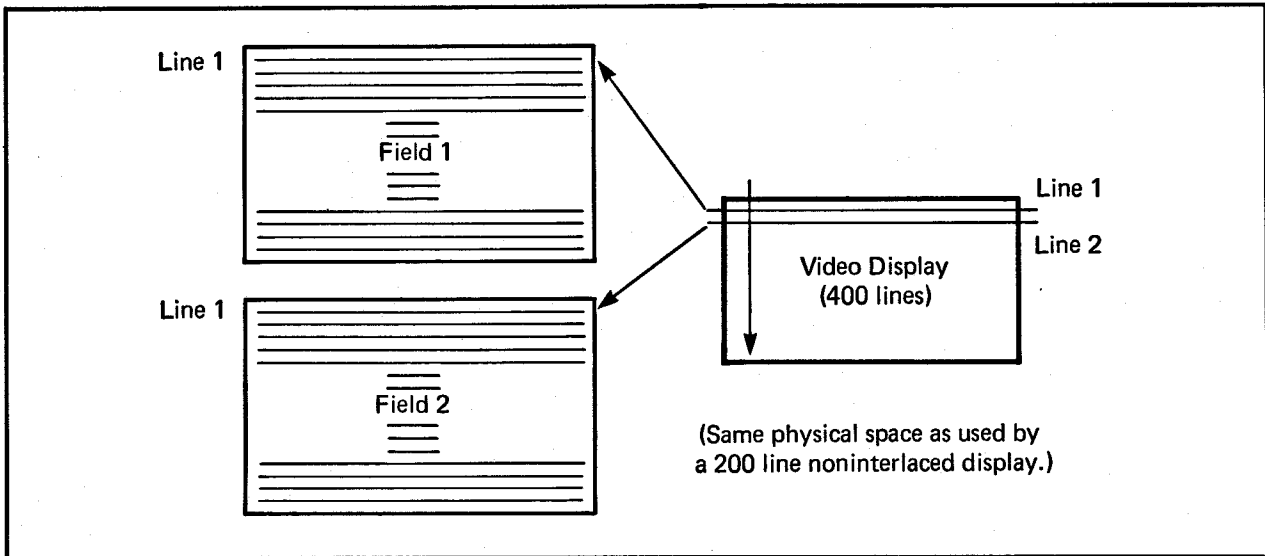 Line 1
Field 1
Line 1
Field 2
Line 1
Line 2
Video Display
(400 lines)
(Same physical space as used by
a 200 line noninterlaced display.)